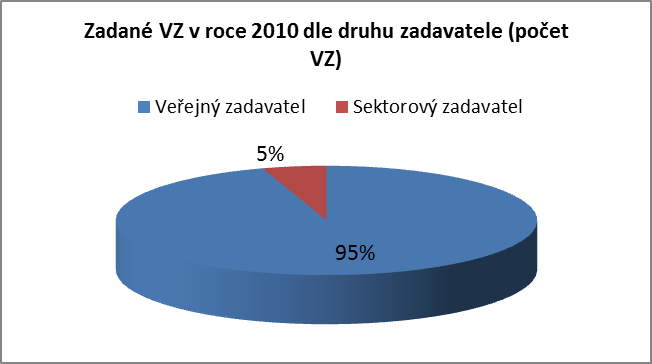 Zadané VZ v roce 2010 dle druhu zadavatele (počet
VZ)
Veřejný zadavatel Sektorový zadavatel
5%
95%